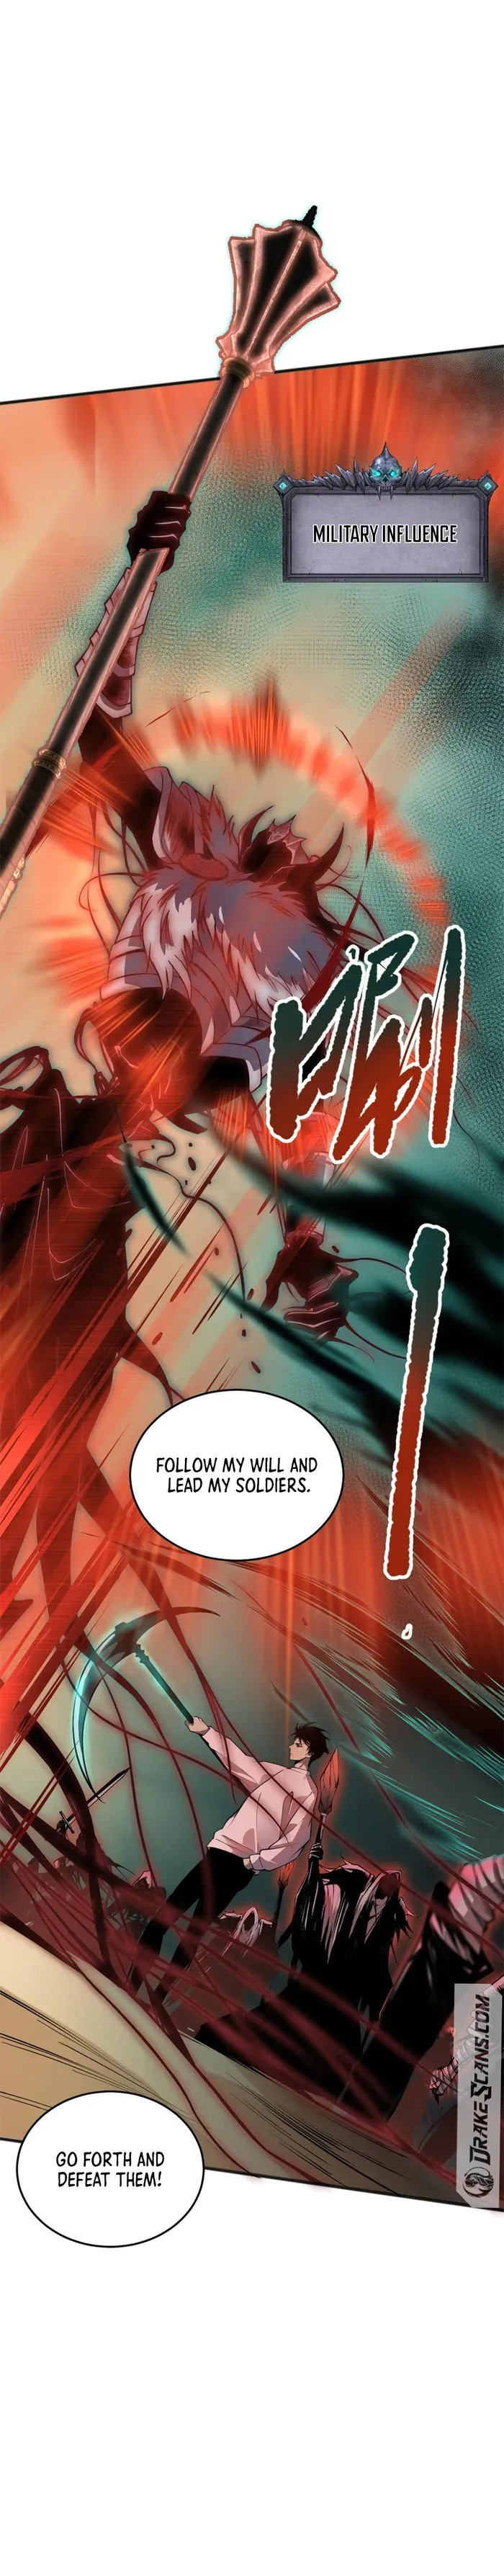 MILITARY INFLUENCE
FOLLOW MY WILL AND
LEAD MY SOLDIERS.
GO FORTH AND
DEFEAT THEM!
DRAKESCANS.COM